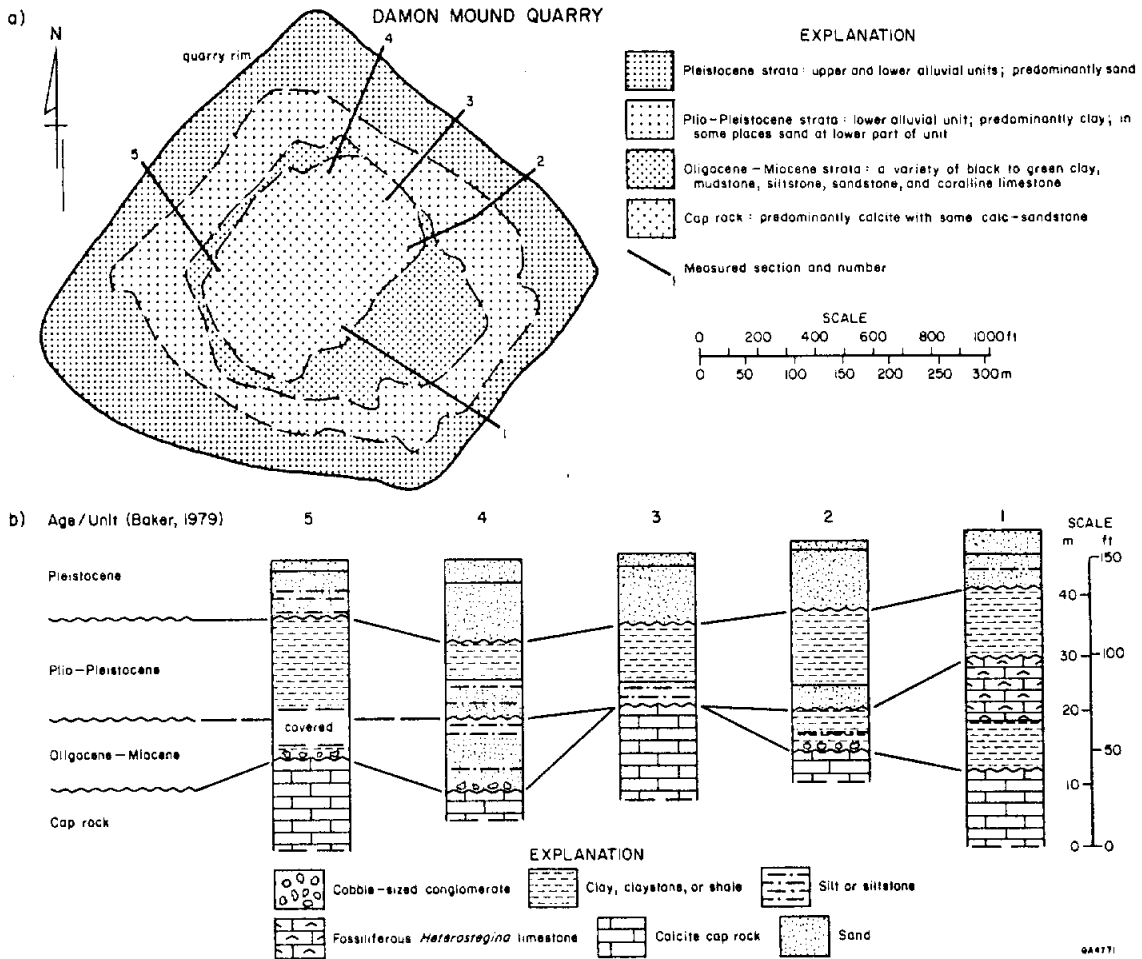 a)
DAMON MOUND QUARRY
N
quarry rim
4
3
2
5
1
EXPLANATION
Pleistocene strata: upper and lower alluvial units; predominantly sand
Plio-Pleistocene strata: lower alluvial unit; predominantly clay; in
some places sand at lower part of unit
Oligocene-Miocene strata: a variety of black to green clay,
mudstone, siltstone, sandstone, and coralline limestone
Cap rock: predominantly calcite with some calc-sandstone
1 Measured section and number
SCALE
0 200 400 600 800 1000 ft
0 50 100 150 200 250 300 m
b) Age/Unit (Baker, 1979) 5 4 3 2 1
SCALE
m ft
Pleistocene
Plio-Pleistocene
Oligocene-Miocene
Cap rock
covered
150
40
30 100
20
50
10
0 0
EXPLANATION
Cobble-sized conglomerate
Clay, claystone, or shale
Silt or siltstone
Fossiliferous Heterostegina limestone
Calcite cap rock
Sand
QA4771